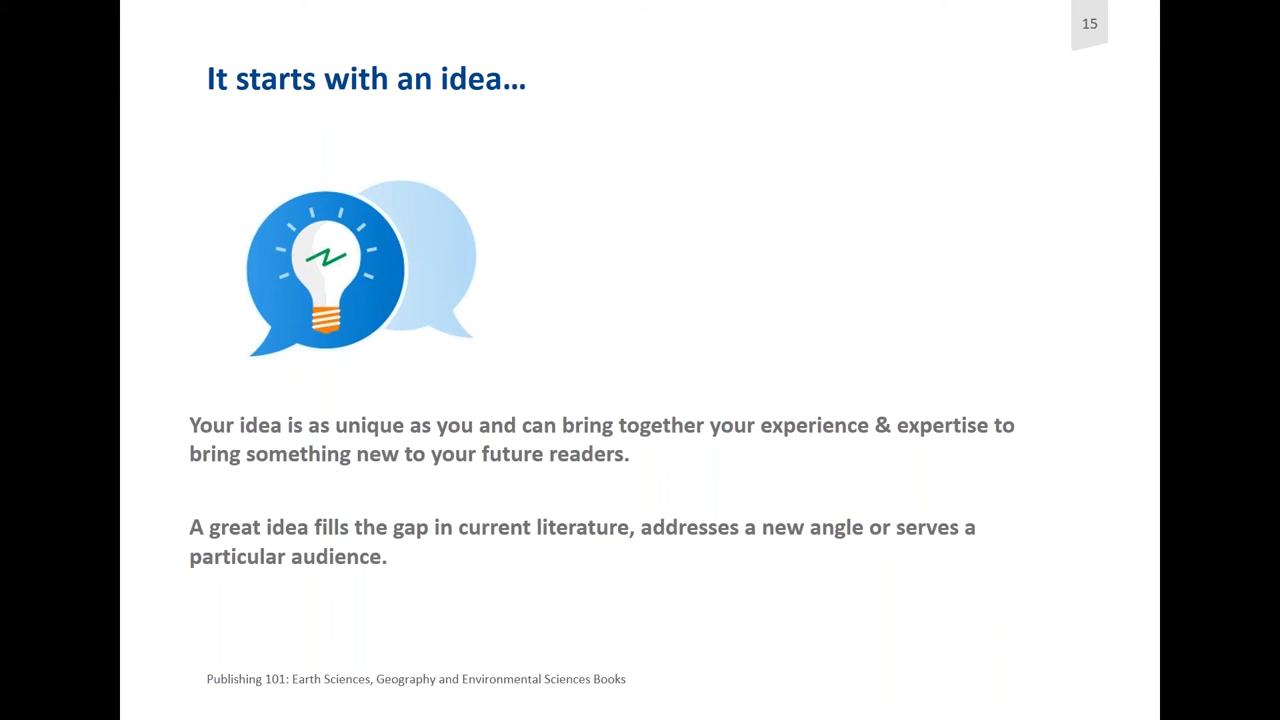 15
It starts with an idea…
Your idea is as unique as you and can bring together your experience & expertise to
bring something new to your future readers.
A great idea fills the gap in current literature, addresses a new angle or serves a
particular audience.
Publishing 101: Earth Sciences, Geography and Environmental Sciences Books